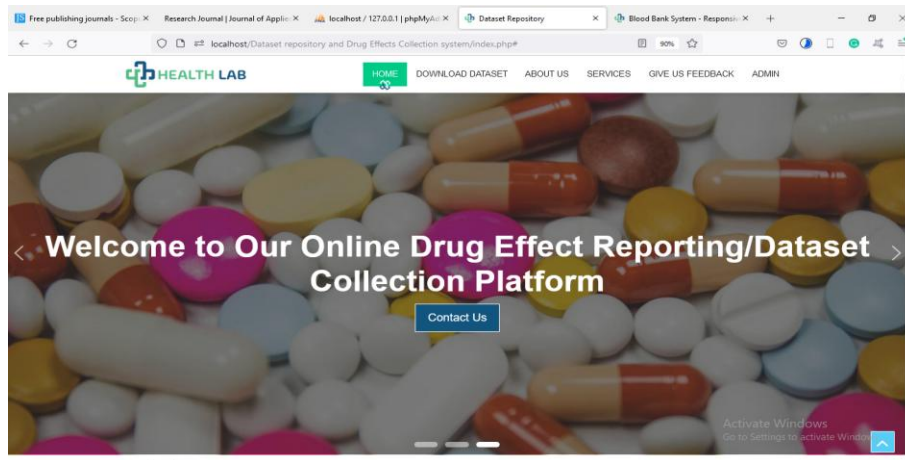 Free publishing journals - Scop
Research Journal | Journal of Applie
localhost / 127.0.0.1 | phpMyAd
Dataset Repository
Blood Bank System - Responsiv
localhost/Dataset repository and Drug Effects Collection system/index.php#
90%
HEALTH LAB
HOME
DOWNLOAD DATASET
ABOUT US
SERVICES
GIVE US FEEDBACK
ADMIN
Welcome to Our Online Drug Effect Reporting/Dataset
Collection Platform
Contact Us
Activate Windows
Go to Settings to activate Window